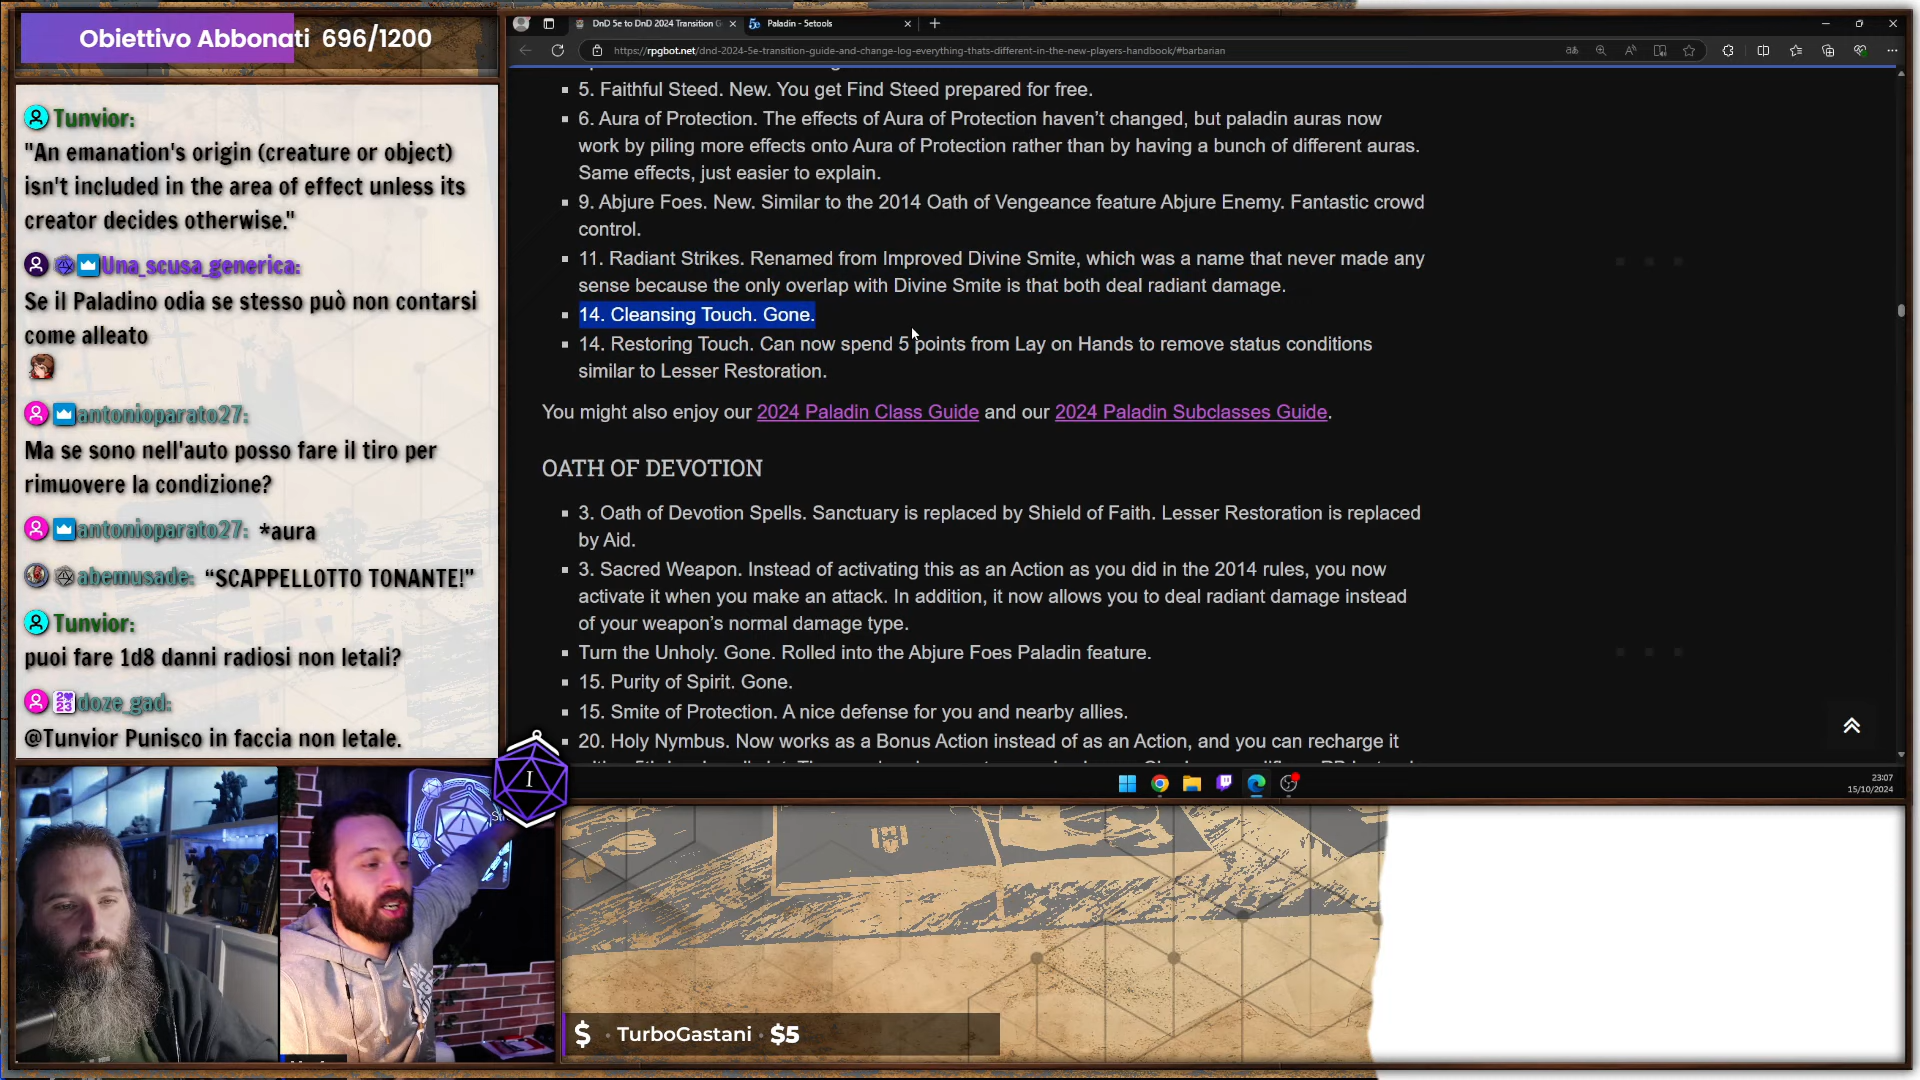 Obiettivo Abbonati 696/1200
Tunvior:
"An emanation's origin (creature or object)
isn't included in the area of effect unless its
creator decides otherwise."
Una_scusa_generica:
Se il Paladino odia se stesso può non contarsi
come alleato
antonioparato27:
Ma se sono nell'auto posso fare il tiro per
rimuovere la condizione?
antonioparato27: *aura
abemusade: “SCAPPELLOTTO TONANTE!”
Tunvior:
puoi fare 1d8 danni radiosi non letali?
doze_gad:
@Tunvior Punisco in faccia non letale.
DnD 5e to DnD 2024 Transition G
Paladin - 5etools
https://rpgbot.net/dnd-2024-5e-transition-guide-and-change-log-everything-thats-different-in-the-new-players-handbook/#barbarian
5. Faithful Steed. New. You get Find Steed prepared for free.
6. Aura of Protection. The effects of Aura of Protection haven’t changed, but paladin auras now
work by piling more effects onto Aura of Protection rather than by having a bunch of different auras.
Same effects, just easier to explain.
9. Abjure Foes. New. Similar to the 2014 Oath of Vengeance feature Abjure Enemy. Fantastic crowd
control.
11. Radiant Strikes. Renamed from Improved Divine Smite, which was a name that never made any
sense because the only overlap with Divine Smite is that both deal radiant damage.
14. Cleansing Touch. Gone.
14. Restoring Touch. Can now spend 5 points from Lay on Hands to remove status conditions
similar to Lesser Restoration.
You might also enjoy our 2024 Paladin Class Guide and our 2024 Paladin Subclasses Guide.
OATH OF DEVOTION
3. Oath of Devotion Spells. Sanctuary is replaced by Shield of Faith. Lesser Restoration is replaced
by Aid.
3. Sacred Weapon. Instead of activating this as an Action as you did in the 2014 rules, you now
activate it when you make an attack. In addition, it now allows you to deal radiant damage instead
of your weapon’s normal damage type.
Turn the Unholy. Gone. Rolled into the Abjure Foes Paladin feature.
15. Purity of Spirit. Gone.
15. Smite of Protection. A nice defense for you and nearby allies.
20. Holy Nymbus. Now works as a Bonus Action instead of as an Action, and you can recharge it
23:07
15/10/2024
I
$ · TurboGastani · $5